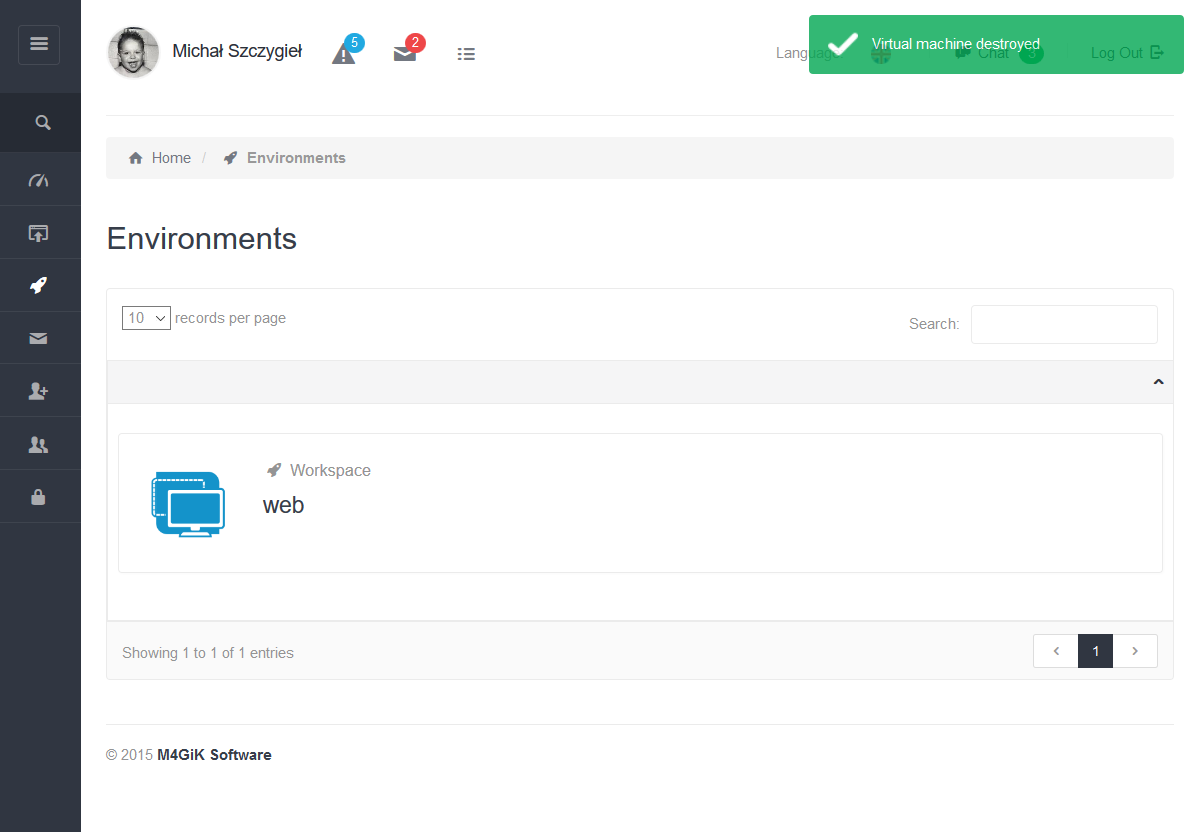 Michał Szczygieł
5
2
Language
Chat
3
Log Out
Virtual machine destroyed
Home / Environments
Environments
10 records per page
Search:
Workspace
web
Showing 1 to 1 of 1 entries
1
© 2015 M4GiK Software